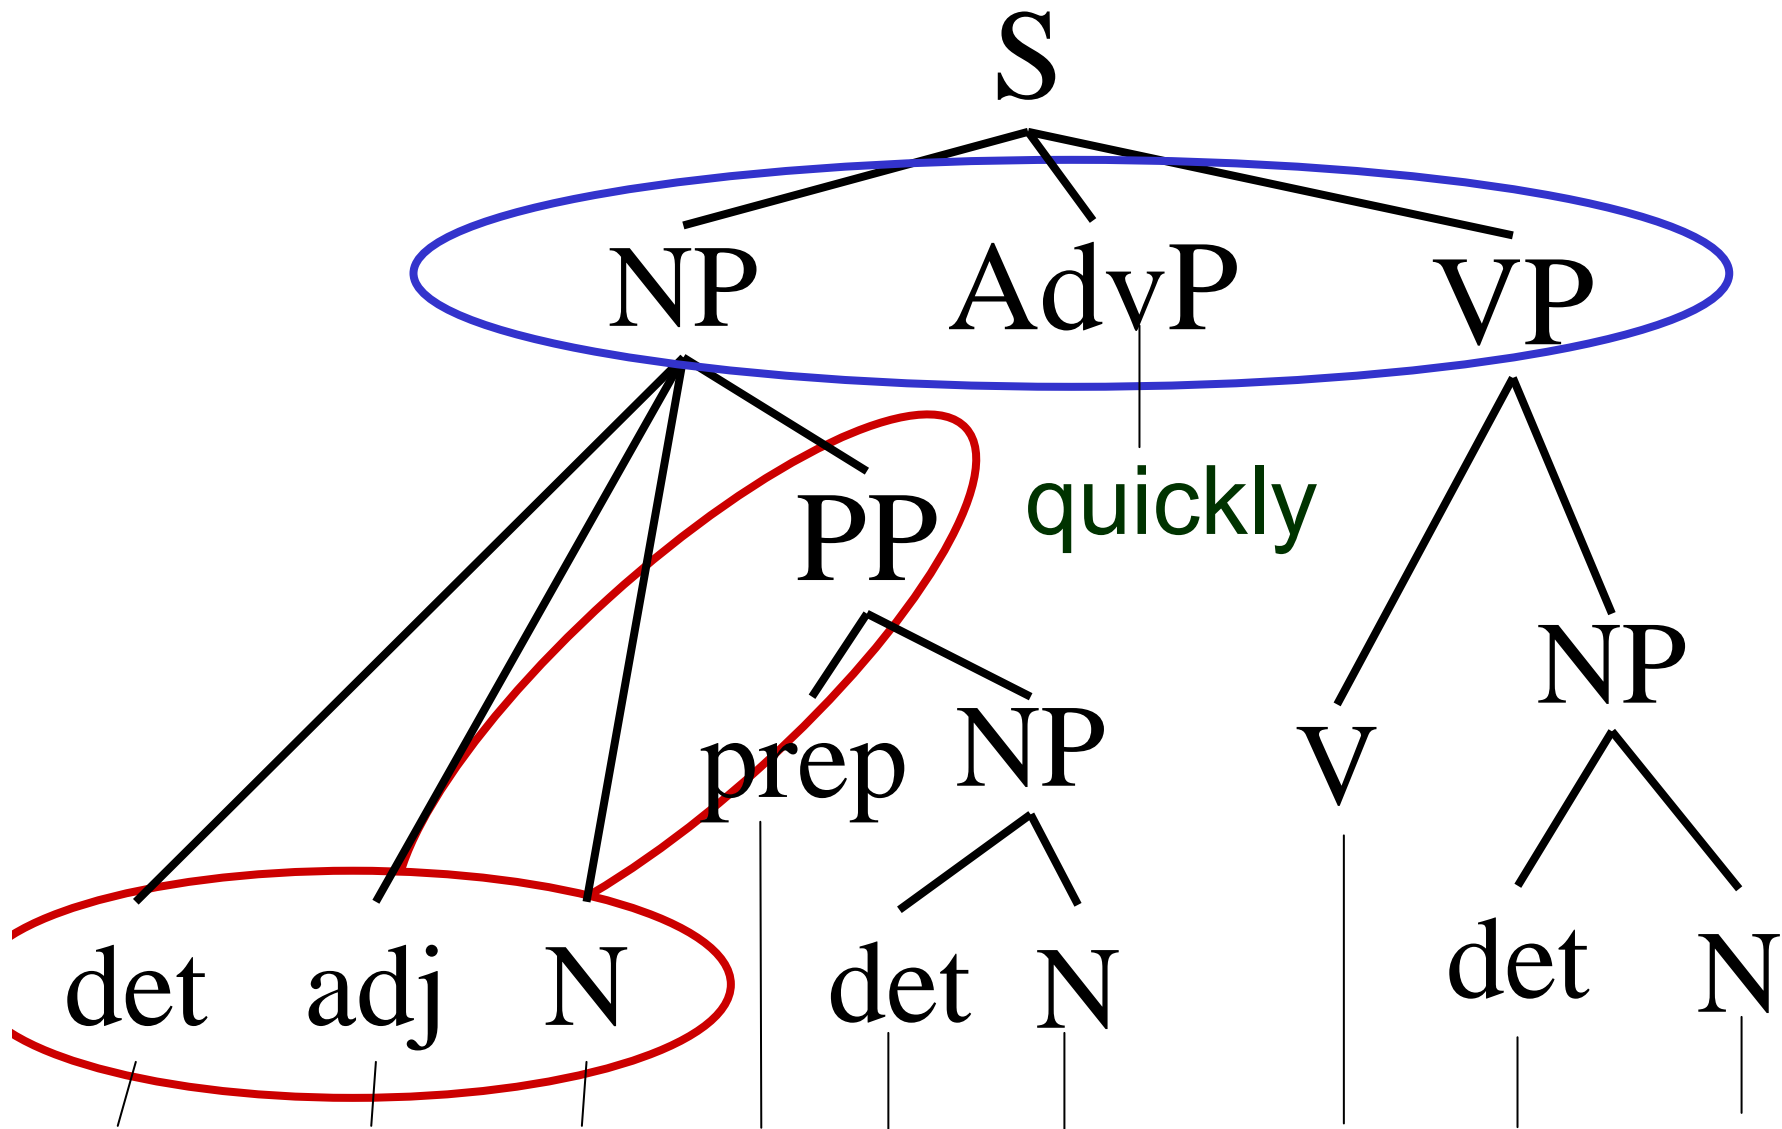 S
NP AdvP VP
quickly
PP
NP
prep NP V
det adj N det N det N